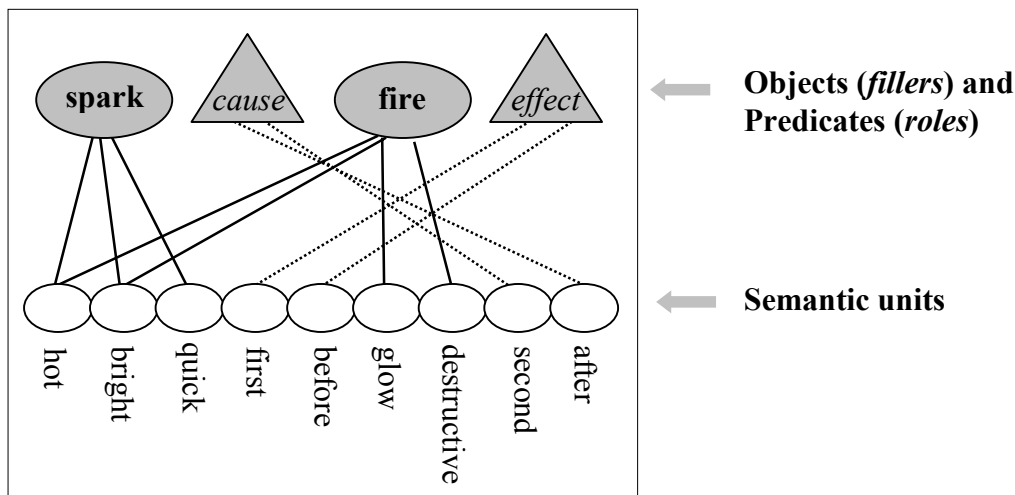 spark
cause
fire
effect
Objects (fillers) and
Predicates (roles)
Semantic units
hot
bright
quick
first
before
glow
destructive
second
after